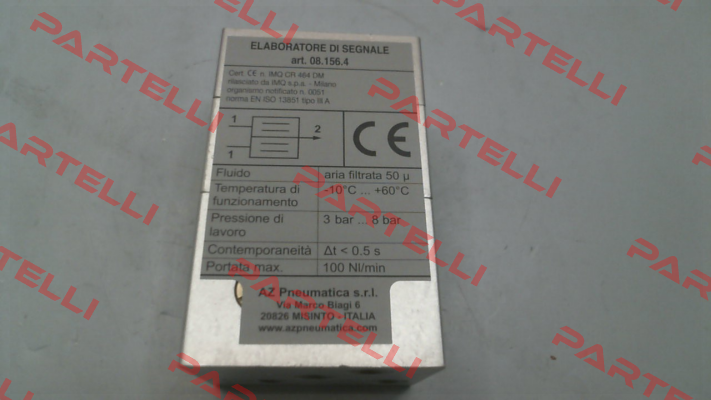 ELABORATORE DI SEGNALE
art. 08.156.4
Cert. CE n. IMQ CR 464 DM
rilasciato da IMQ s.p.a. - Milano
organismo notificato n. 0051
norma EN ISO 13851 tipo III A
1
2
1
CE
Fluido aria filtrata 50 µ
Temperatura di funzionamento -10°C ... +60°C
Pressione di lavoro 3 bar ... 8 bar
Contemporaneità Δt < 0.5 s
Portata max. 100 Nl/min
AZ Pneumatica s.r.l.
Via Marco Biagi 6
20826 MISINTO - ITALIA
www.azpneumatica.com
PARTELLI
PARTELLI
PARTELLI
PARTELLI
PARTELLI
PARTELLI
PARTELLI
PARTELLI